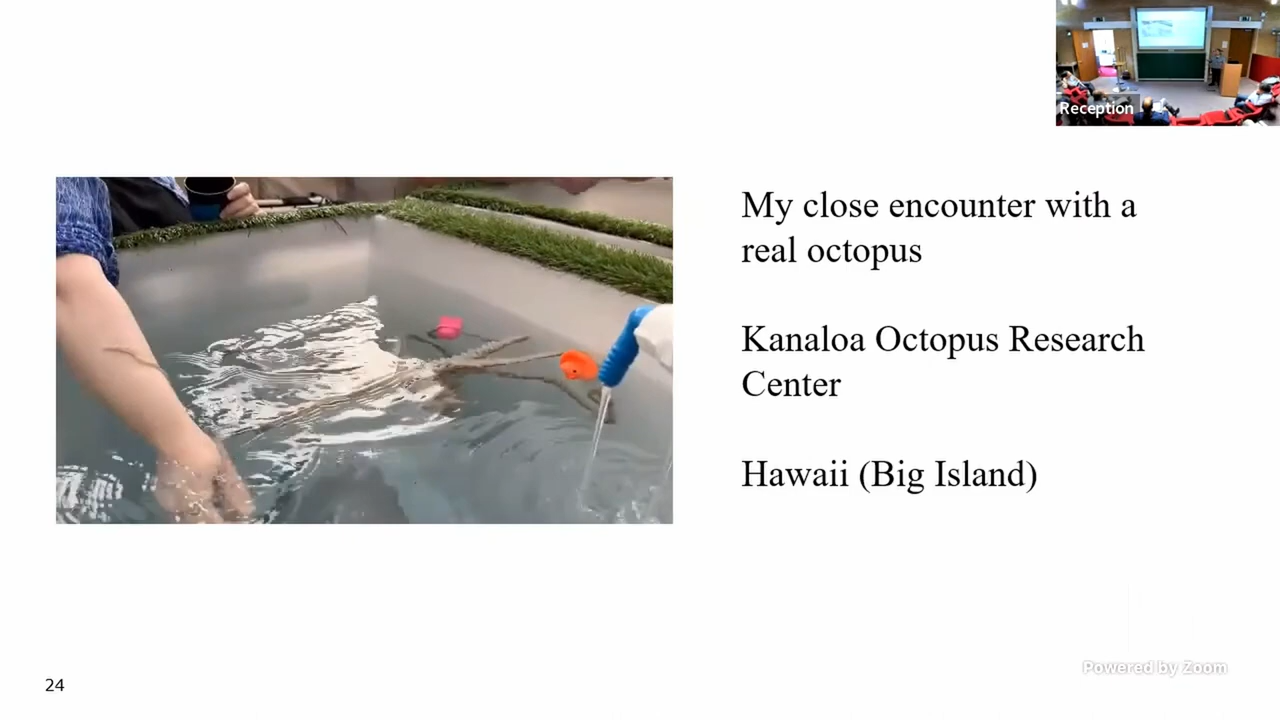 Reception
My close encounter with a
real octopus
Kanaloa Octopus Research
Center
Hawaii (Big Island)
Powered by Zoom
24